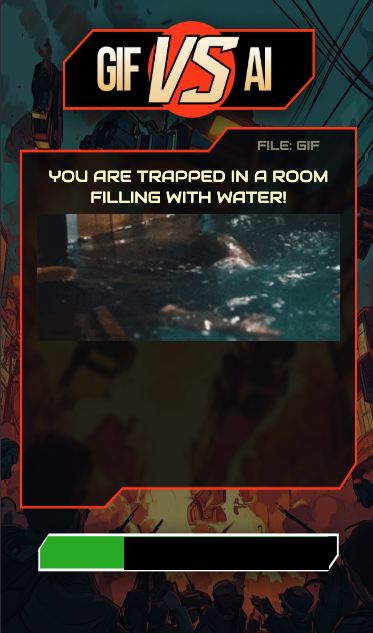 GIF VS AI
FILE: GIF
YOU ARE TRAPPED IN A ROOM
FILLING WITH WATER!